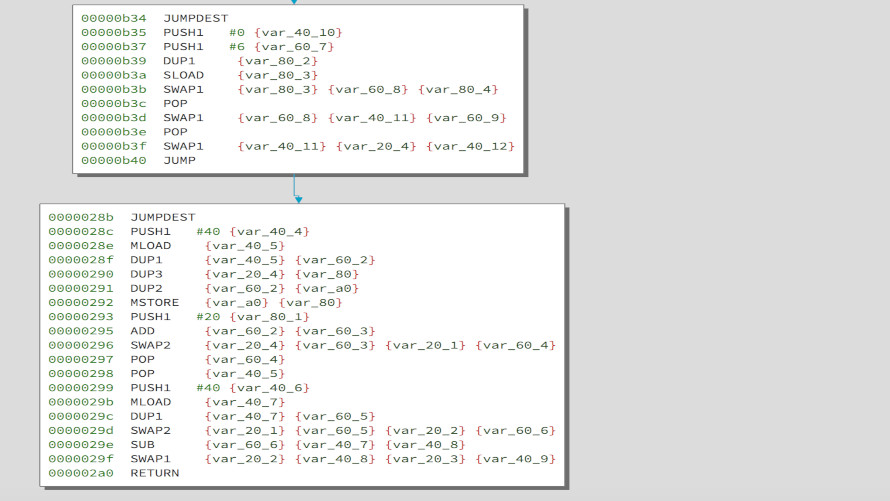 00000b34 JUMPDEST
00000b35 PUSH1 #0 {var_40_10}
00000b37 PUSH1 #6 {var_60_7}
00000b39 DUP1 {var_80_2}
00000b3a SLOAD {var_80_3}
00000b3b SWAP1 {var_80_3} {var_60_8} {var_80_4}
00000b3c POP
00000b3d SWAP1 {var_60_8} {var_40_11} {var_60_9}
00000b3e POP
00000b3f SWAP1 {var_40_11} {var_20_4} {var_40_12}
00000b40 JUMP
0000028b JUMPDEST
0000028c PUSH1 #40 {var_40_4}
0000028e MLOAD {var_40_5}
0000028f DUP1 {var_40_5} {var_60_2}
00000290 DUP3 {var_20_4} {var_80}
00000291 DUP2 {var_60_2} {var_a0}
00000292 MSTORE {var_a0} {var_80}
00000293 PUSH1 #20 {var_80_1}
00000295 ADD {var_60_2} {var_60_3}
00000296 SWAP2 {var_20_4} {var_60_3} {var_20_1} {var_60_4}
00000297 POP {var_60_4}
00000298 POP {var_40_5}
00000299 PUSH1 #40 {var_40_6}
0000029b MLOAD {var_40_7}
0000029c DUP1 {var_40_7} {var_60_5}
0000029d SWAP2 {var_20_1} {var_60_5} {var_20_2} {var_60_6}
0000029e SUB {var_60_6} {var_40_7} {var_40_8}
0000029f SWAP1 {var_20_2} {var_40_8} {var_20_3} {var_40_9}
000002a0 RETURN